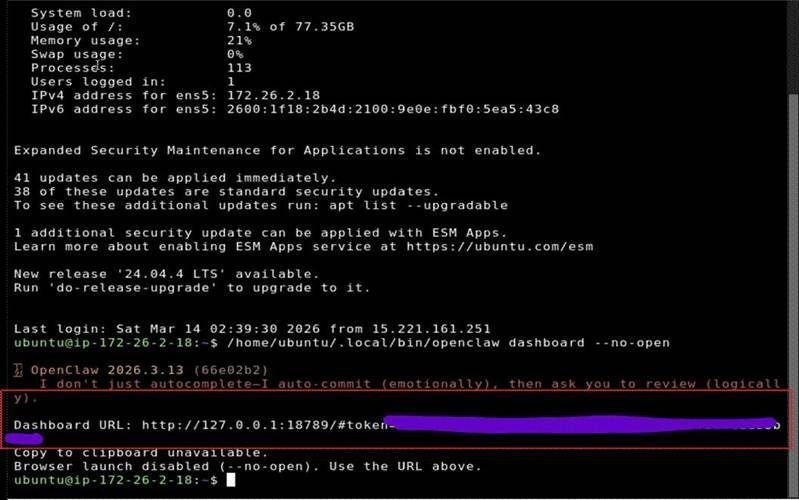 System load: 0.0
Usage of /: 7.1% of 77.35GB
Memory usage: 21%
Swap usage: 0%
Processes: 113
Users logged in: 1
IPv4 address for ens5: 172.26.2.18
IPv6 address for ens5: 2600:1f18:2b4d:2100:9e0e:fbf0:5ea5:43c8
Expanded Security Maintenance for Applications is not enabled.
41 updates can be applied immediately.
38 of these updates are standard security updates.
To see these additional updates run: apt list --upgradable
1 additional security update can be applied with ESM Apps.
Learn more about enabling ESM Apps service at https://ubuntu.com/esm
New release '24.04.4 LTS' available.
Run 'do-release-upgrade' to upgrade to it.
Last login: Sat Mar 14 02:39:30 2026 from 15.221.161.251
ubuntu@ip-172-26-2-18:~$ /home/ubuntu/.local/bin/openclaw dashboard --no-open
OpenClaw 2026.3.13 (66e02b2)
I don't just autocomplete—I auto-commit (emotionally), then ask you to review (logicall
y).
Dashboard URL: http://127.0.0.1:18789/#token=
Copy to clipboard unavailable.
Browser launch disabled (--no-open). Use the URL above.
ubuntu@ip-172-26-2-18:~$